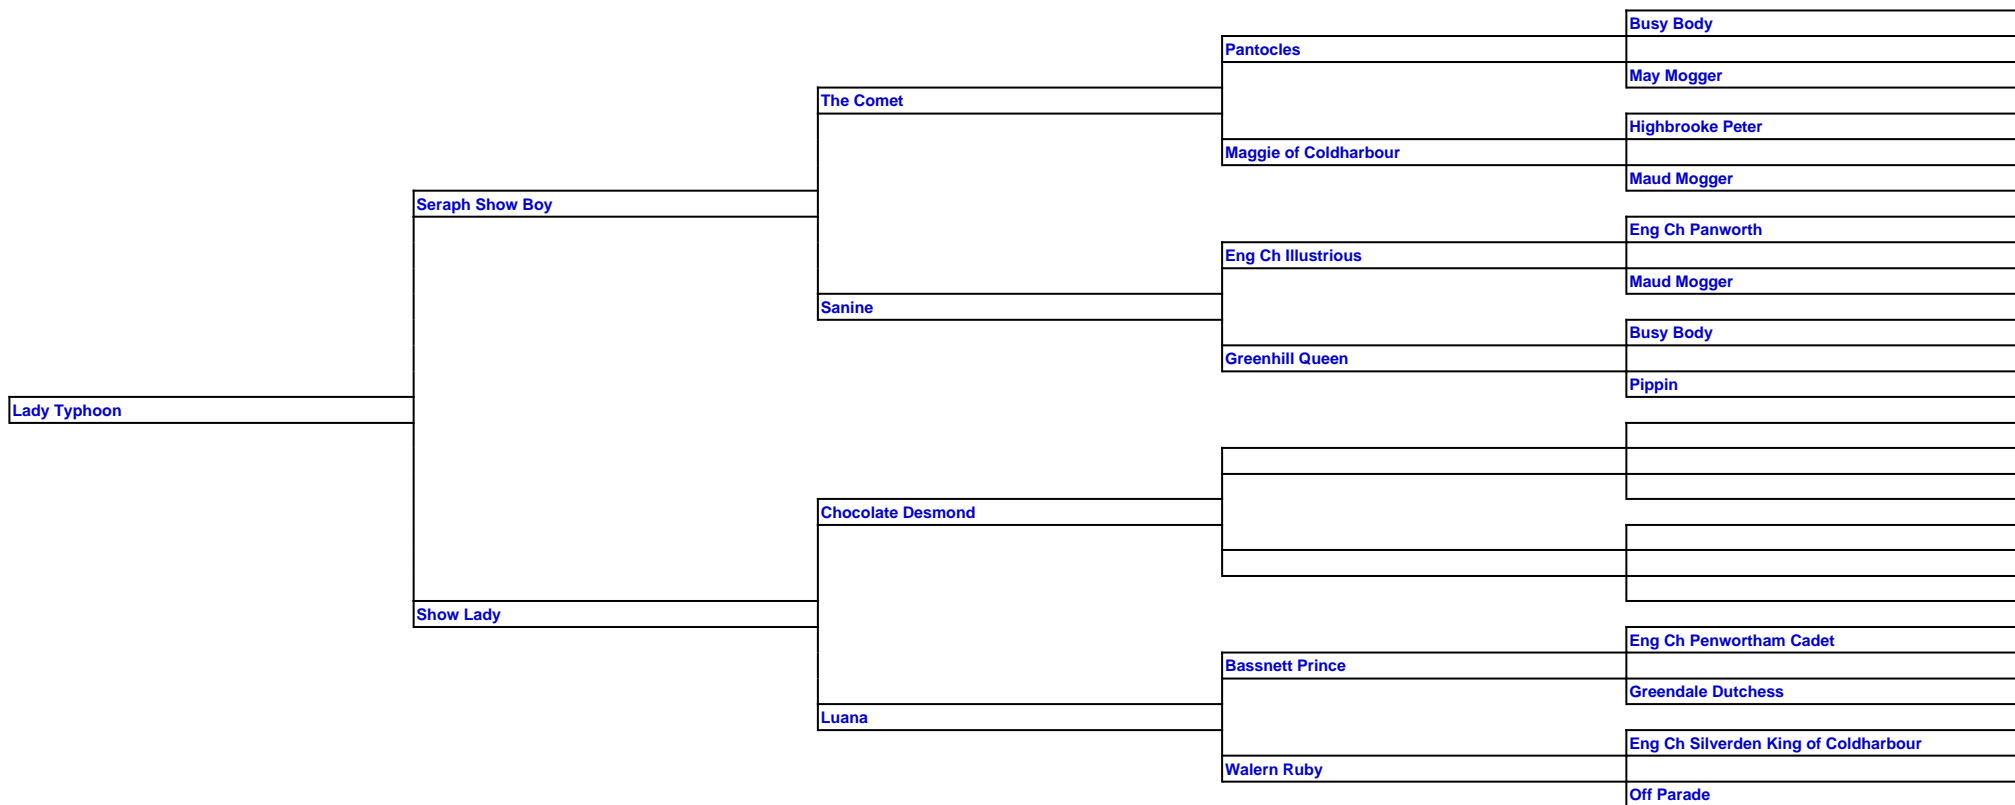 Busy Body
Pantocles
May Mogger
The Comet
Highbrooke Peter
Maggie of Coldharbour
Maud Mogger
Seraph Show Boy
Eng Ch Panworth
Eng Ch Illustrious
Maud Mogger
Sanine
Busy Body
Greenhill Queen
Pippin
Lady Typhoon
Chocolate Desmond
Show Lady
Eng Ch Penwortham Cadet
Bassnett Prince
Greendale Dutchess
Luana
Eng Ch Silverden King of Coldharbour
Walern Ruby
Off Parade